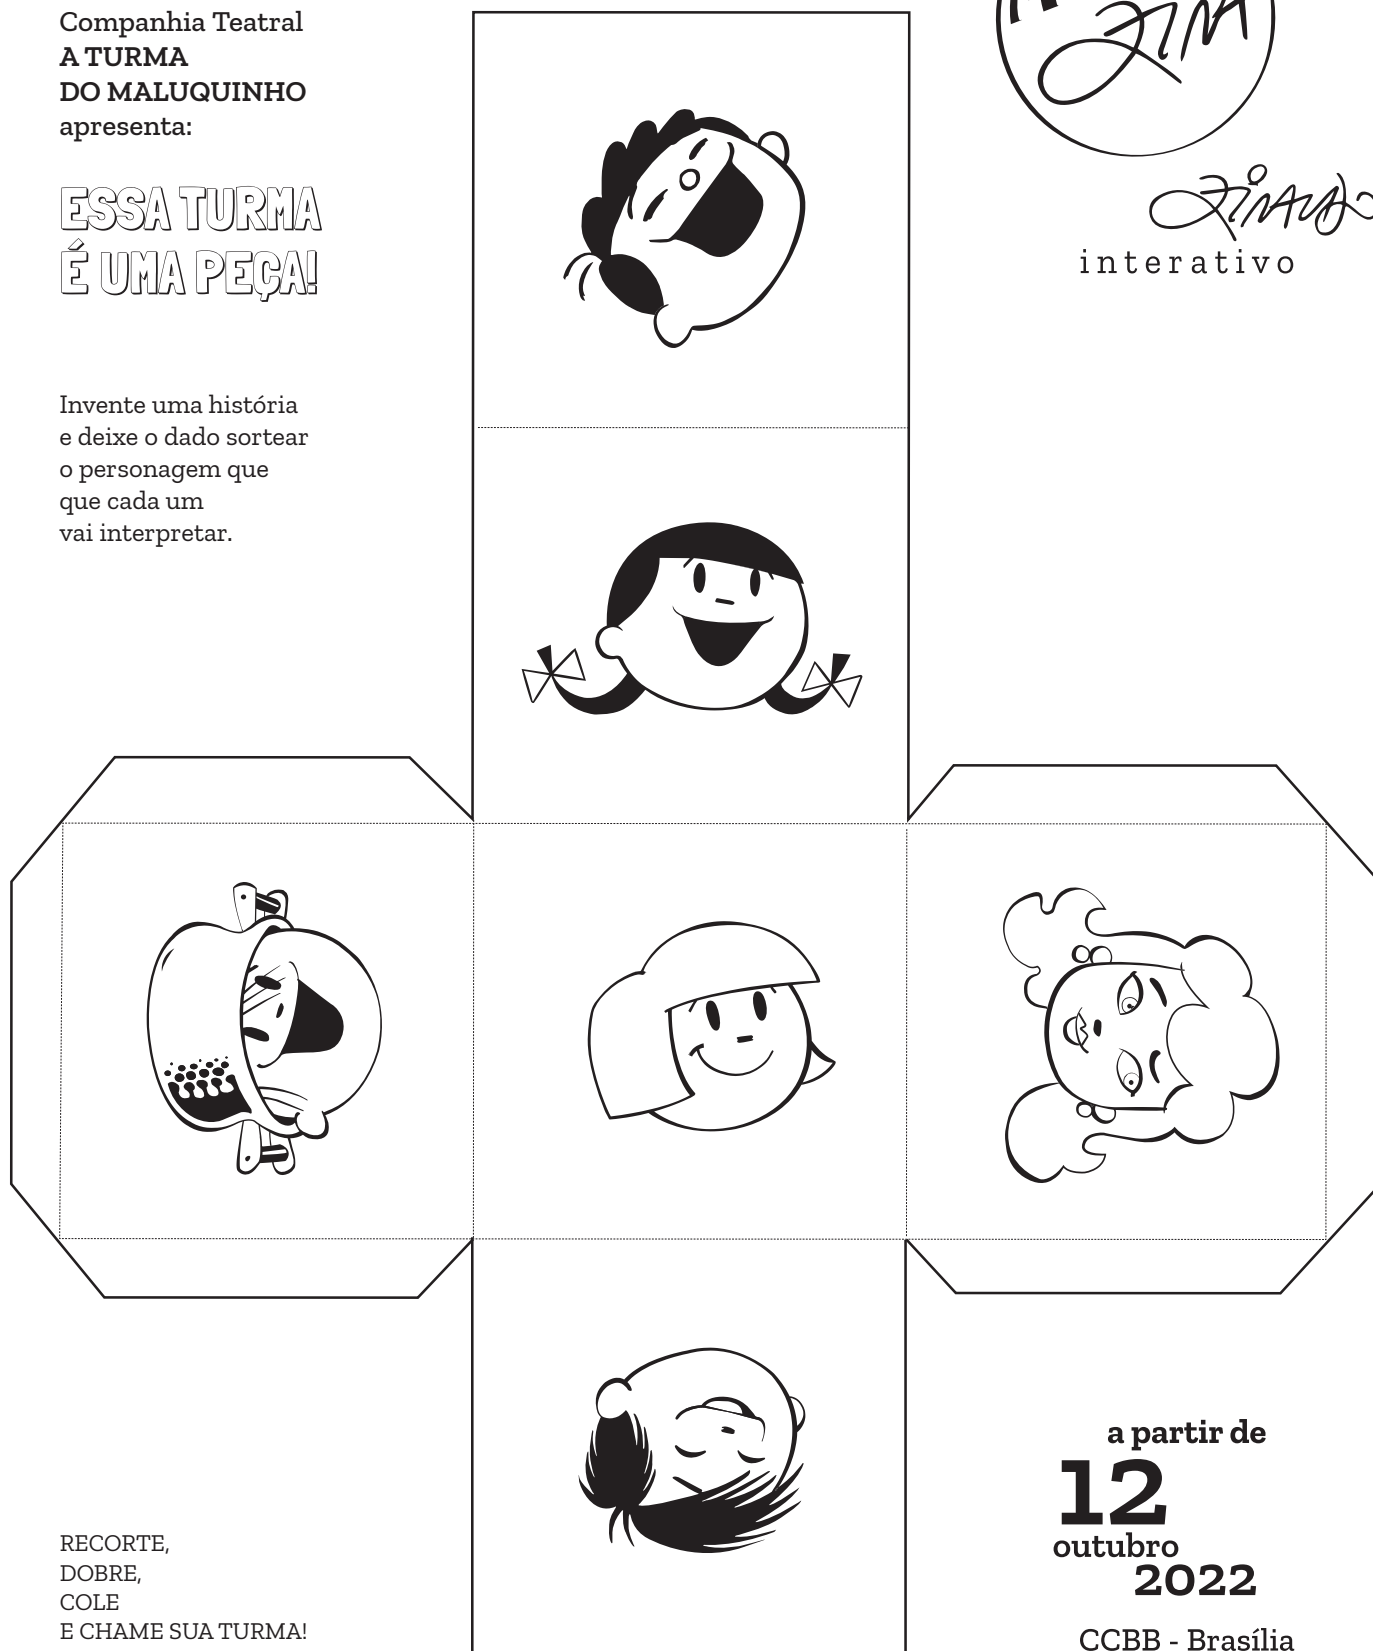 Companhia Teatral
A TURMA
DO MALUQUINHO
apresenta:
ESSA TURMA
É UMA PEÇA!
Invente uma história
e deixe o dado sortear
o personagem que
que cada um
vai interpretar.
ZIRALDO
interativo
RECORTE,
DOBRE,
COLE
E CHAME SUA TURMA!
a partir de
12
outubro
2022
CCBB - Brasília